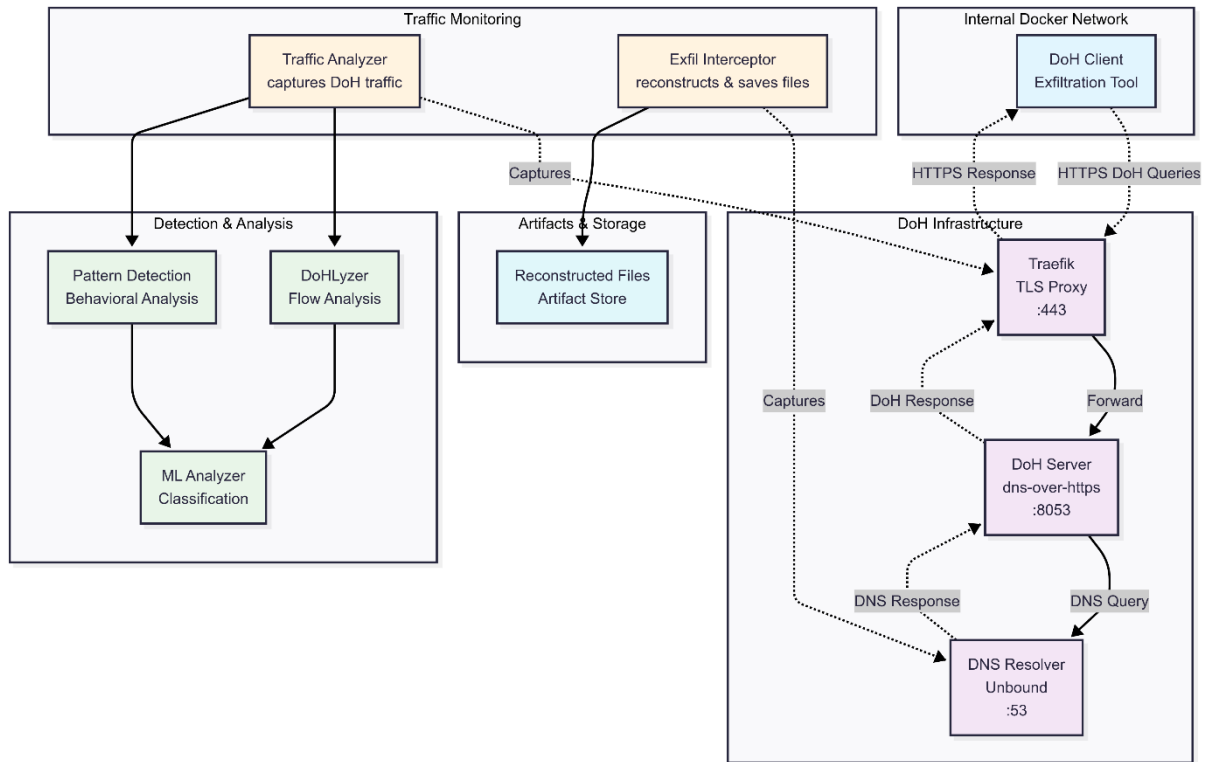 Traffic Monitoring
Traffic Analyzer
captures DoH traffic
Exfil Interceptor
reconstructs & saves files
Internal Docker Network
DoH Client
Exfiltration Tool
Captures
HTTPS Response
HTTPS DoH Queries
Detection & Analysis
Pattern Detection
Behavioral Analysis
DoHLyzer
Flow Analysis
ML Analyzer
Classification
Artifacts & Storage
Reconstructed Files
Artifact Store
Captures
DoH Infrastructure
Traefik
TLS Proxy
:443
DoH Response
Forward
DoH Server
dns-over-https
:8053
DNS Response
DNS Query
DNS Resolver
Unbound
:53